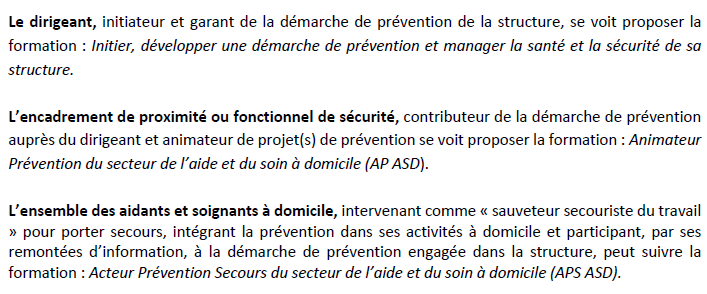 Le dirigeant, initiateur et garant de la démarche de prévention de la structure, se voit proposer la
formation : Initier, développer une démarche de prévention et manager la santé et la sécurité de sa
structure.
L’encadrement de proximité ou fonctionnel de sécurité, contributeur de la démarche de prévention
auprès du dirigeant et animateur de projet(s) de prévention se voit proposer la formation : Animateur
Prévention du secteur de l’aide et du soin à domicile (AP ASD).
L’ensemble des aidants et soignants à domicile, intervenant comme « sauveteur secouriste du travail
» pour porter secours, intégrant la prévention dans ses activités à domicile et participant, par ses
remontées d’information, à la démarche de prévention engagée dans la structure, peut suivre la
formation : Acteur Prévention Secours du secteur de l’aide et du soin à domicile (APS ASD).